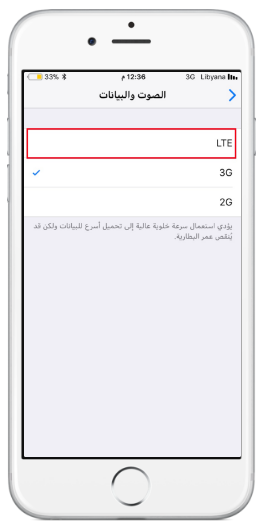 33% 12:36 م 3G Libyana
الصوت والبيانات
LTE
3G
2G
يؤدي استعمال سرعة خلوية عالية إلى تحميل أسرع للبيانات ولكن قد
يُنقص عمر البطارية.